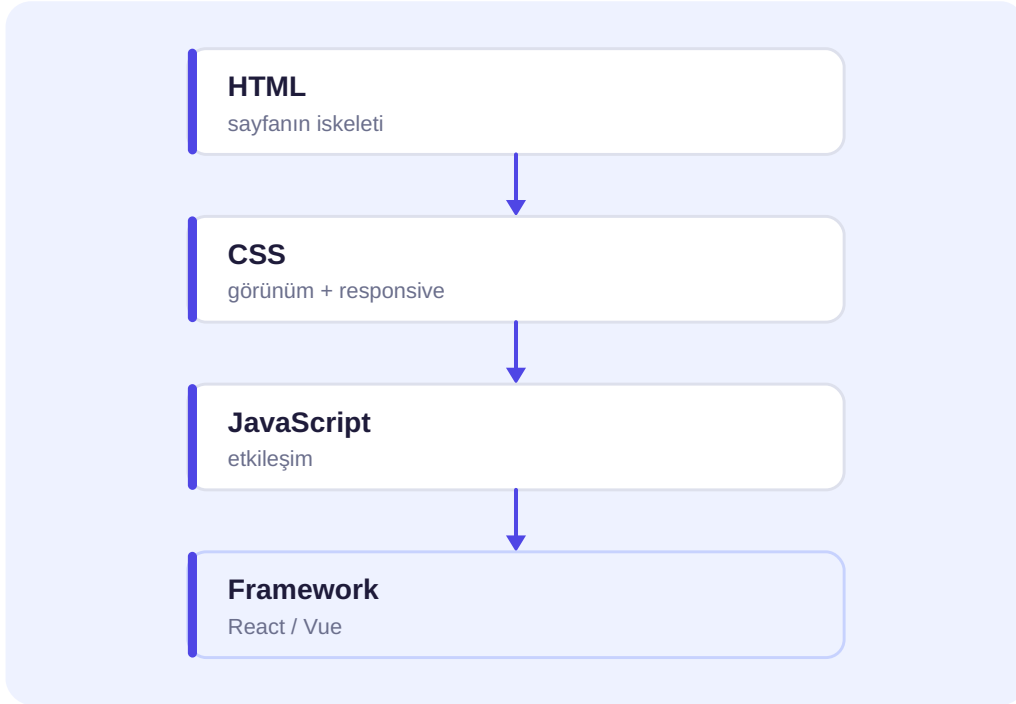 HTML
sayfanın iskeleti
CSS
görünüm + responsive
JavaScript
etkileşim
Framework
React / Vue